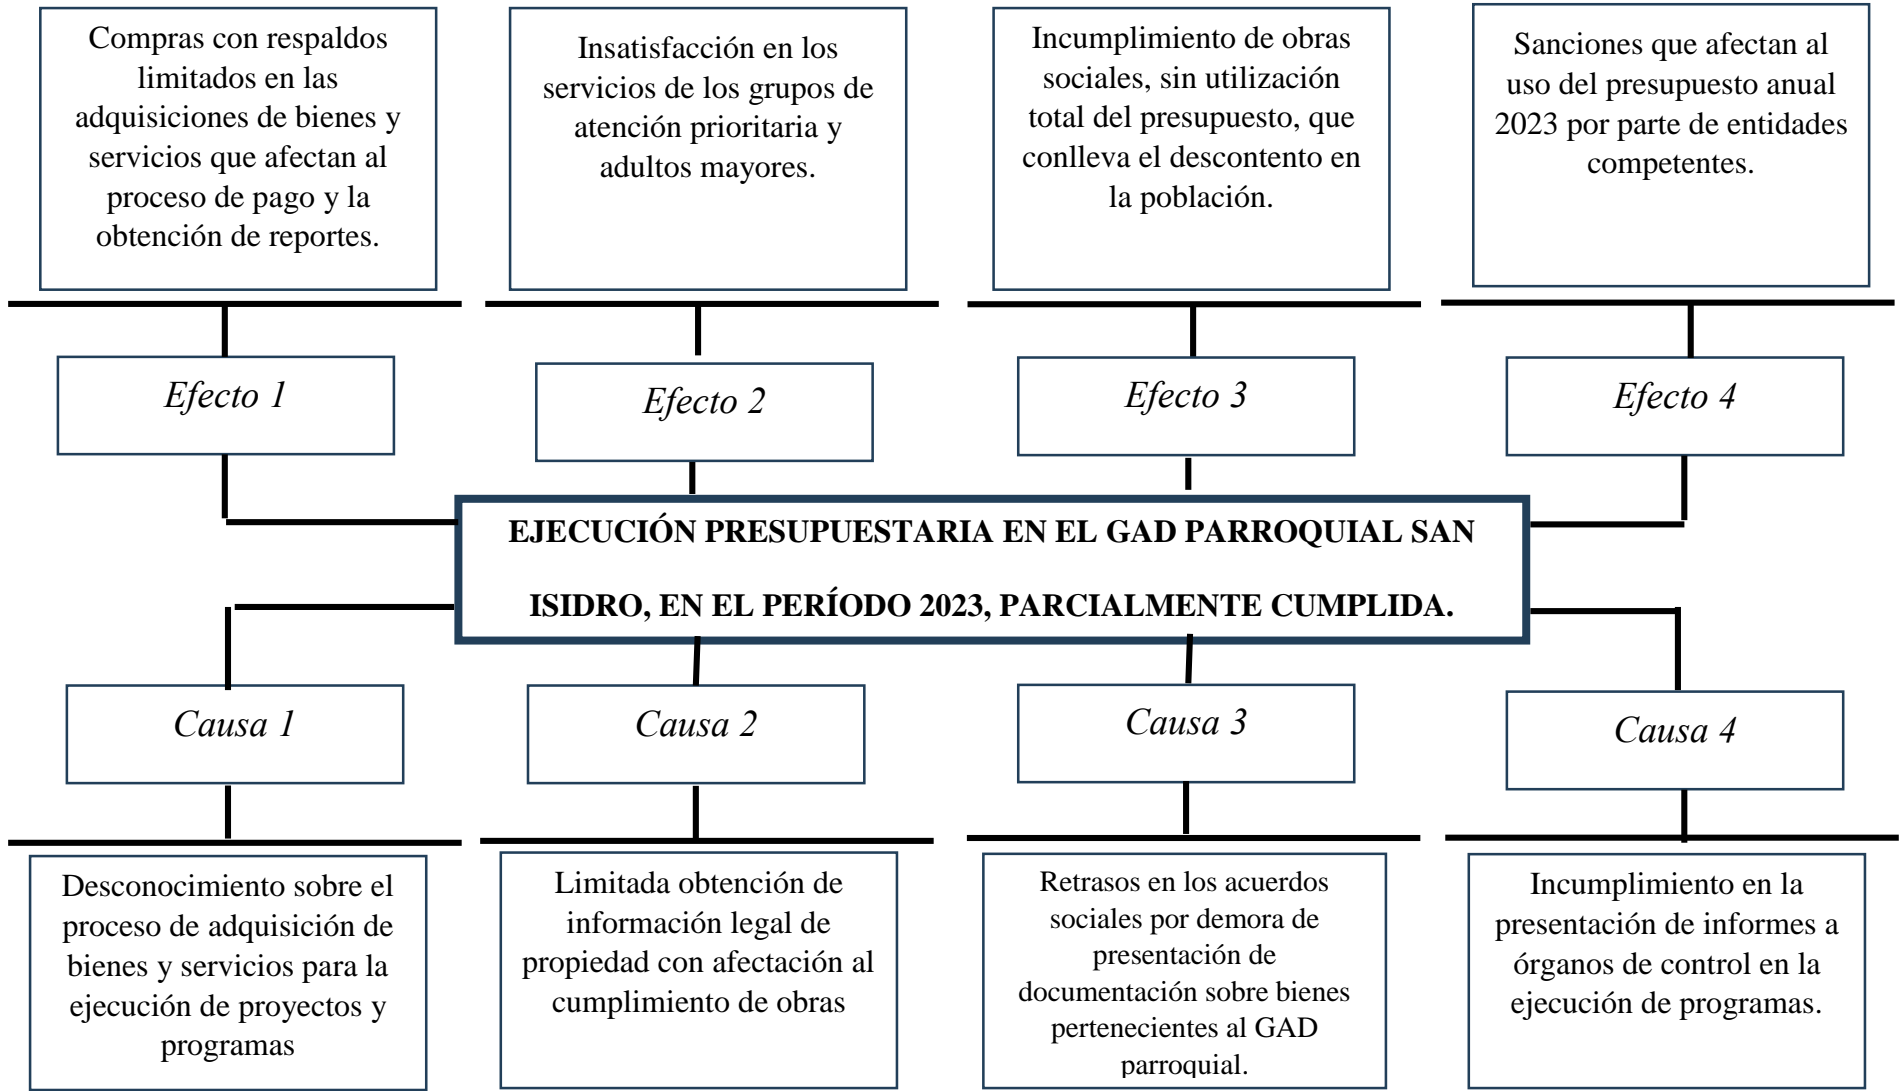 Compras con respaldos
limitados en las
adquisiciones de bienes y
servicios que afectan al
proceso de pago y la
obtención de reportes.
Insatisfacción en los
servicios de los grupos de
atención prioritaria y
adultos mayores.
Incumplimiento de obras
sociales, sin utilización
total del presupuesto, que
conlleva el descontento en
la población.
Sanciones que afectan al
uso del presupuesto anual
2023 por parte de entidades
competentes.
Efecto 1
Efecto 2
Efecto 3
Efecto 4
EJECUCIÓN PRESUPUESTARIA EN EL GAD PARROQUIAL SAN
ISIDRO, EN EL PERÍODO 2023, PARCIALMENTE CUMPLIDA.
Causa 1
Causa 2
Causa 3
Causa 4
Desconocimiento sobre el
proceso de adquisición de
bienes y servicios para la
ejecución de proyectos y
programas
Limitada obtención de
información legal de
propiedad con afectación al
cumplimiento de obras
Retrasos en los acuerdos
sociales por demora de
presentación de
documentación sobre bienes
pertenecientes al GAD
parroquial.
Incumplimiento en la
presentación de informes a
órganos de control en la
ejecución de programas.